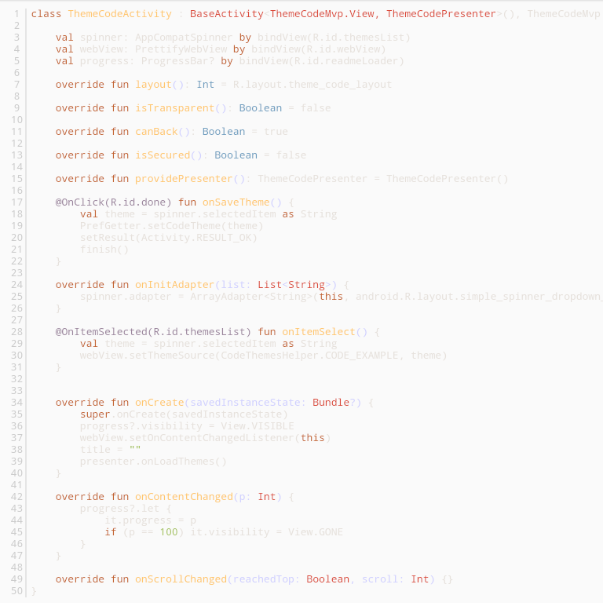 1 class ThemeCodeActivity : BaseActivity<ThemeCodeMvp.View, ThemeCodePresenter>(), ThemeCodeMvp
2
3 val spinner: AppCompatSpinner by bindView(R.id.themesList)
4 val webView: PrettifyWebView by bindView(R.id.webView)
5 val progress: ProgressBar? by bindView(R.id.readmeLoader)
6
7 override fun layout(): Int = R.layout.theme_code_layout
8
9 override fun isTransparent(): Boolean = false
10
11 override fun canBack(): Boolean = true
12
13 override fun isSecured(): Boolean = false
14
15 override fun providePresenter(): ThemeCodePresenter = ThemeCodePresenter()
16
17 @OnClick(R.id.done) fun onSaveTheme() {
18 val theme = spinner.selectedItem as String
19 PrefGetter.setCodeTheme(theme)
20 setResult(Activity.RESULT_OK)
21 finish()
22 }
23
24 override fun onInitAdapter(list: List<String>) {
25 spinner.adapter = ArrayAdapter<String>(this, android.R.layout.simple_spinner_dropdown_
26 }
27
28 @OnItemSelected(R.id.themesList) fun onItemSelect() {
29 val theme = spinner.selectedItem as String
30 webView.setThemeSource(CodeThemesHelper.CODE_EXAMPLE, theme)
31 }
32
33
34 override fun onCreate(savedInstanceState: Bundle?) {
35 super.onCreate(savedInstanceState)
36 progress?.visibility = View.VISIBLE
37 webView.setOnContentChangedListener(this)
38 title = ""
39 presenter.onLoadThemes()
40 }
41
42 override fun onContentChanged(p: Int) {
43 progress?.let {
44 it.progress = p
45 if (p == 100) it.visibility = View.GONE
46 }
47 }
48
49 override fun onScrollChanged(reachedTop: Boolean, scroll: Int) {}
50 }